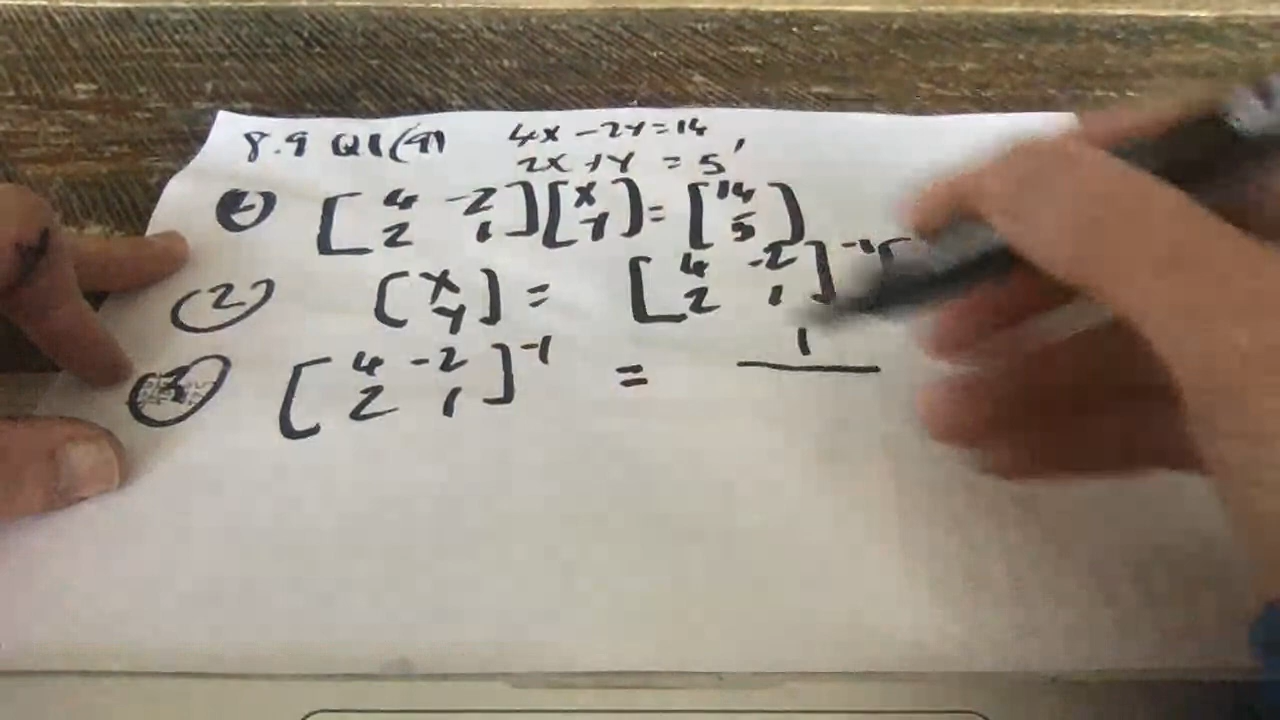 8.9 Q1(a) 4x - 2y = 14,
2x + y = 5
① [4 -2 2 1][x y] = [14 5]
② [x y] = [4 -2 2 1]⁻¹ [
③ [4 -2 2 1]⁻¹ = 1